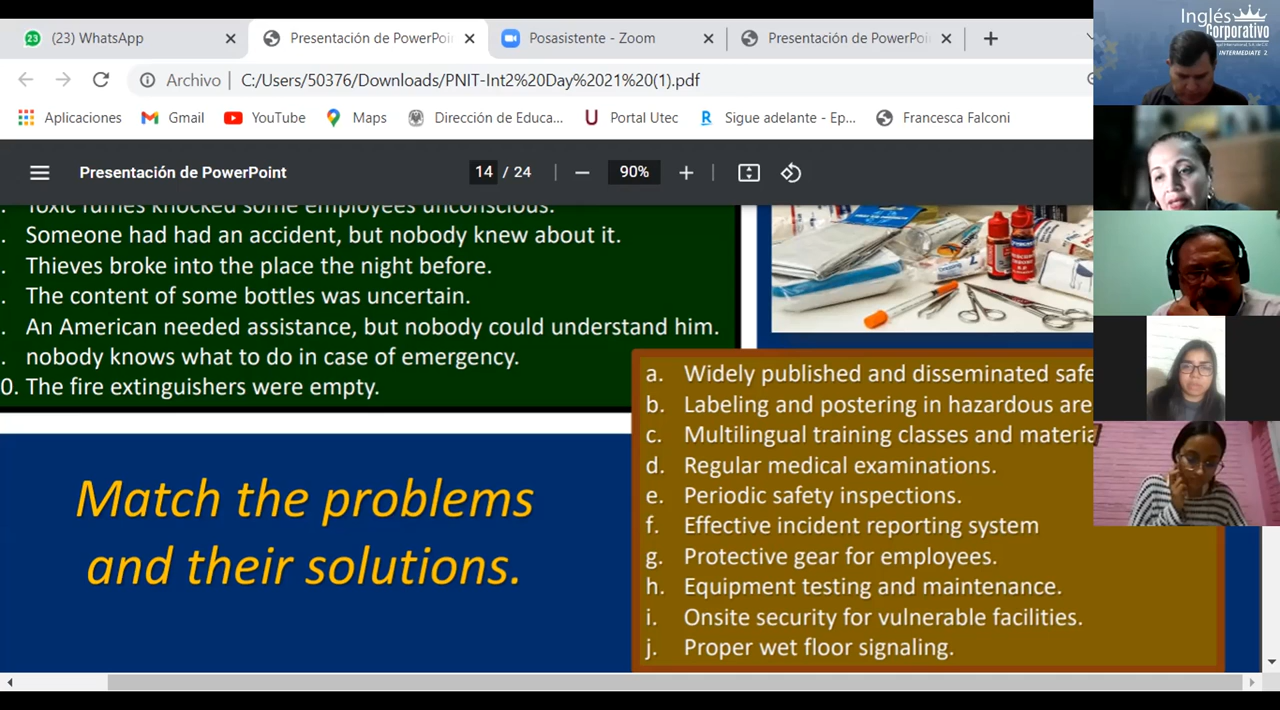 (23) WhatsApp
Presentación de PowerPoi
Posasistente - Zoom
Presentación de PowerPoi
Archivo
C:/Users/50376/Downloads/PNIT-Int2%20Day%2021%20(1).pdf
Aplicaciones
Gmail
YouTube
Maps
Dirección de Educa...
Portal Utec
Sigue adelante - Ep...
Francesca Falconi
Presentación de PowerPoint
14 / 24
90%
. Toxic fumes knocked some employees unconscious.
. Someone had had an accident, but nobody knew about it.
. Thieves broke into the place the night before.
. The content of some bottles was uncertain.
. An American needed assistance, but nobody could understand him.
. nobody knows what to do in case of emergency.
0. The fire extinguishers were empty.
Match the problems
and their solutions.
a. Widely published and disseminated safe
b. Labeling and postering in hazardous are
c. Multilingual training classes and materia
d. Regular medical examinations.
e. Periodic safety inspections.
f. Effective incident reporting system
g. Protective gear for employees.
h. Equipment testing and maintenance.
i. Onsite security for vulnerable facilities.
j. Proper wet floor signaling.
Inglés
Corporativo
INTERMEDIATE 2